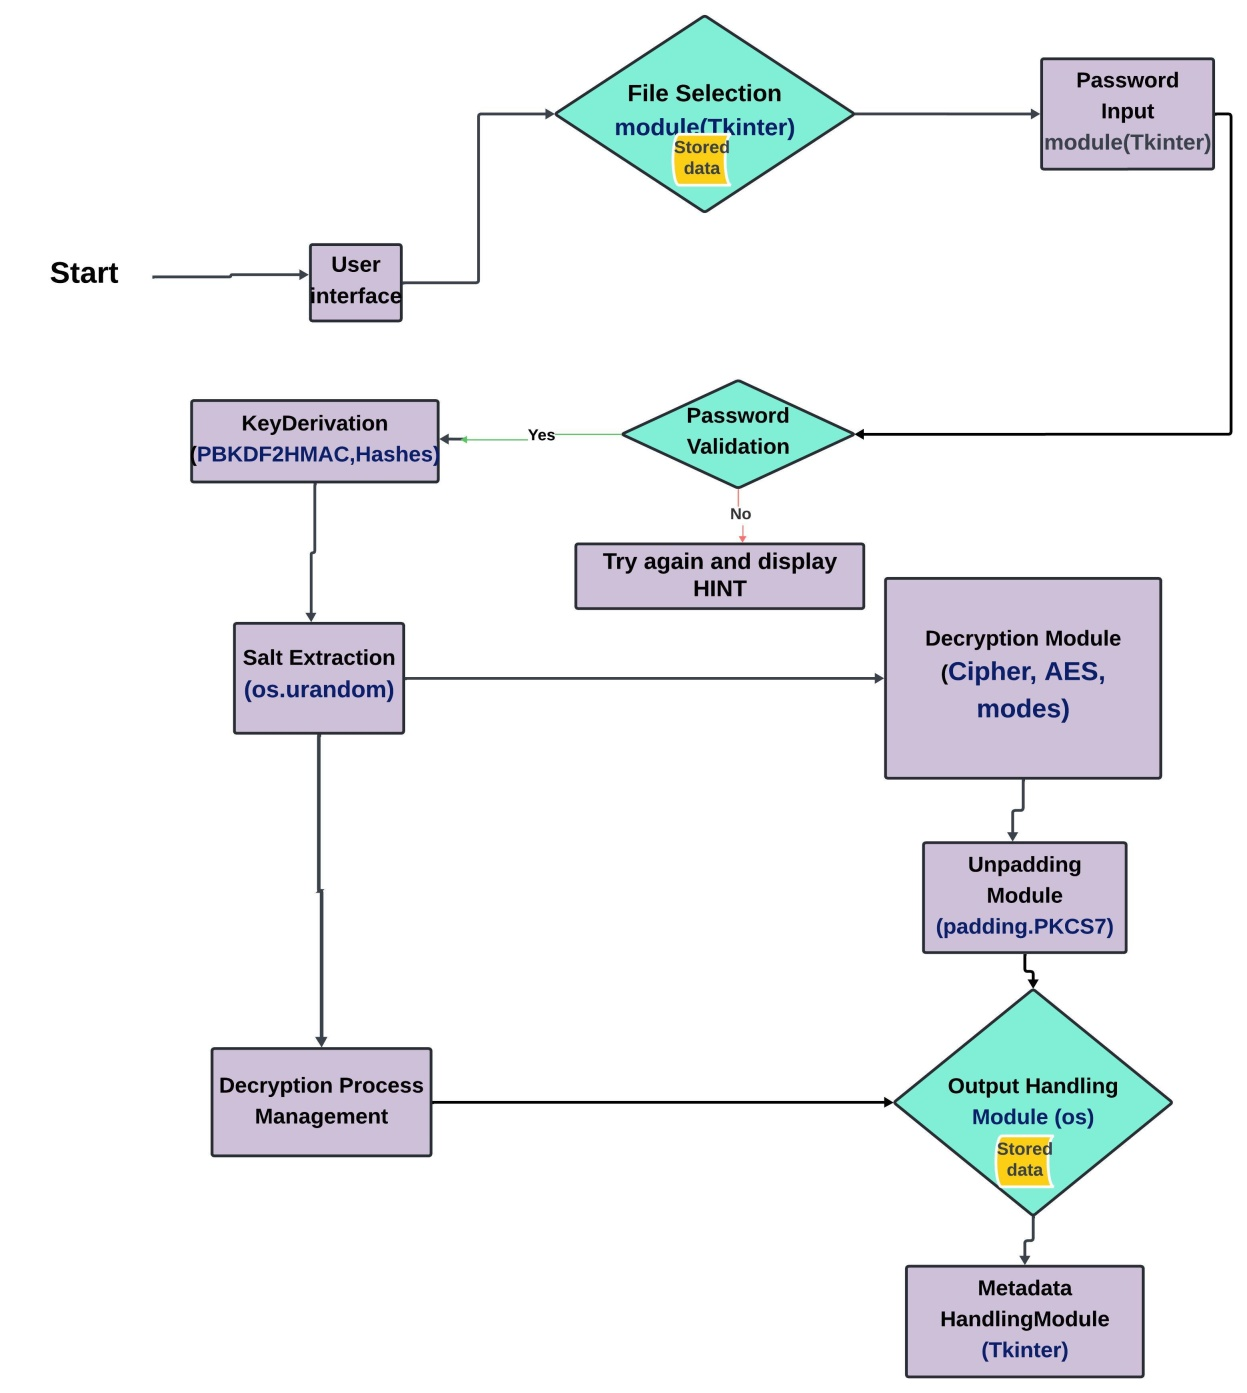 File Selection
module(Tkinter)
Stored
data
Password
Input
module(Tkinter)
Start
User
interface
KeyDerivation
(PBKDF2HMAC,Hashes)
Yes
Password
Validation
No
Try again and display
HINT
Salt Extraction
(os.urandom)
Decryption Module
(Cipher, AES,
modes)
Unpadding
Module
(padding.PKCS7)
Decryption Process
Management
Output Handling
Module (os)
Stored
data
Metadata
HandlingModule
(Tkinter)